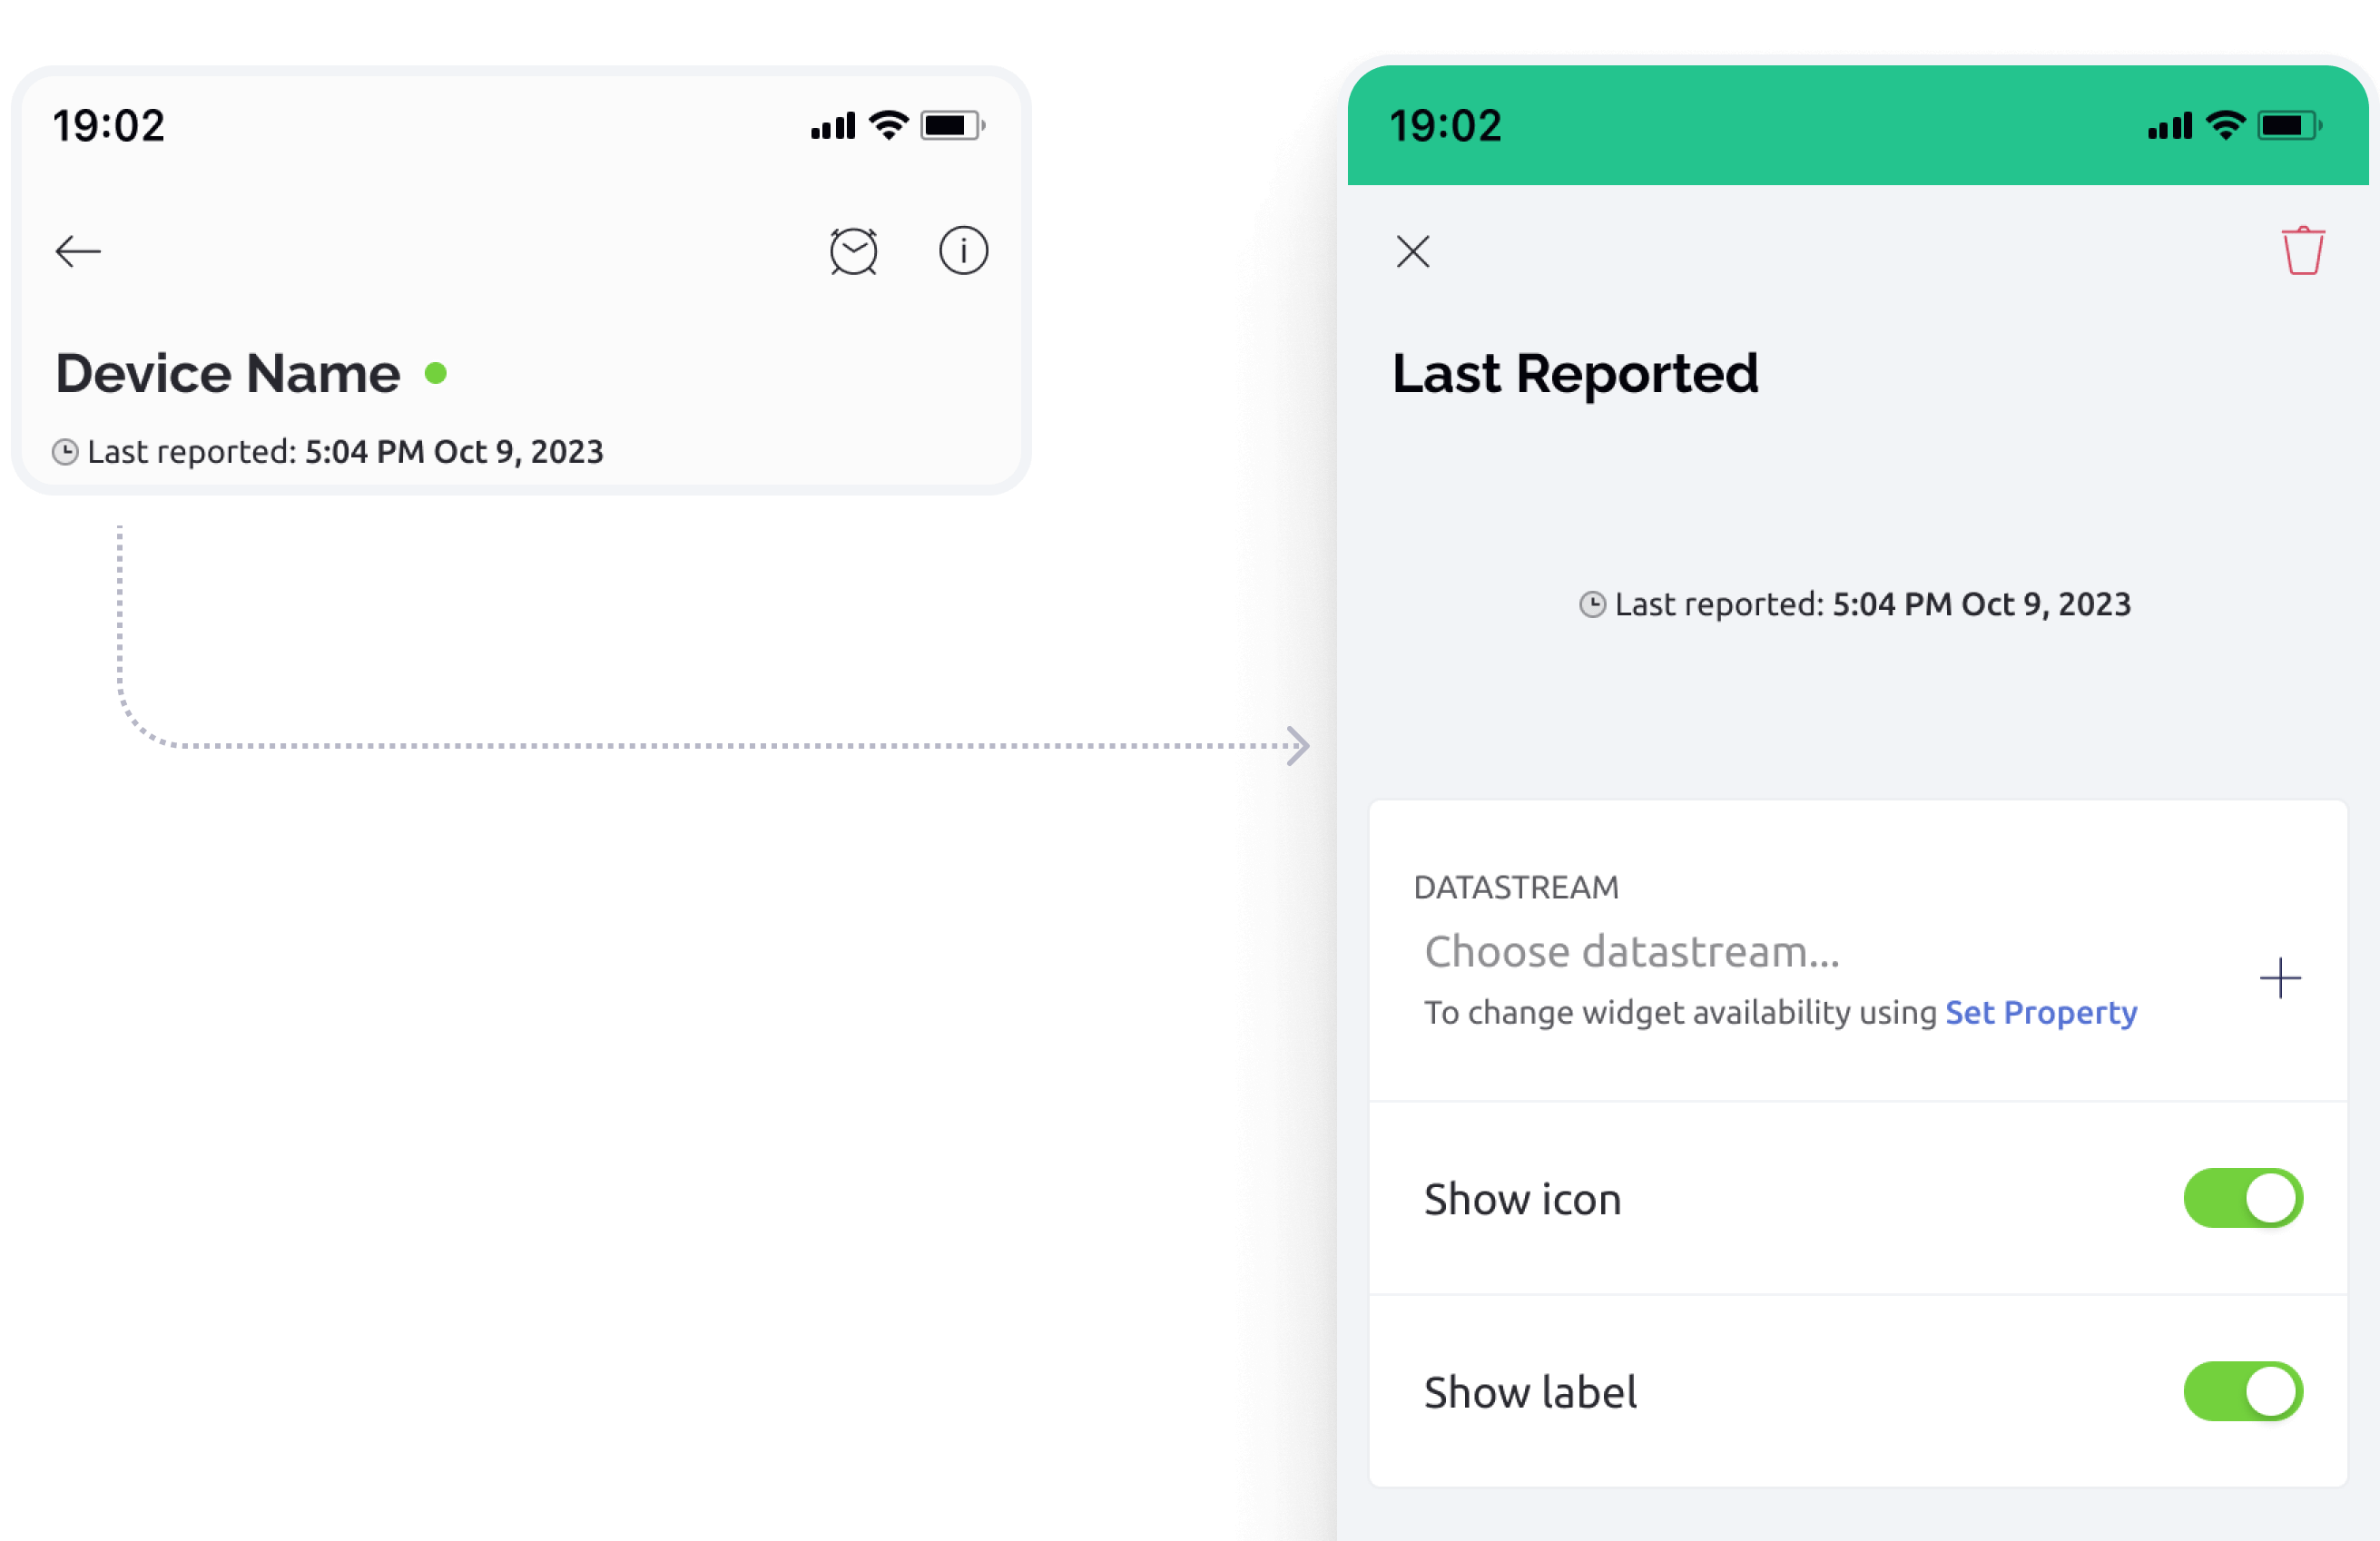 19:02
Device Name
Last reported: 5:04 PM Oct 9, 2023
19:02
Last Reported
Last reported: 5:04 PM Oct 9, 2023
DATASTREAM
Choose datastream...
To change widget availability using Set Property
Show icon
Show label